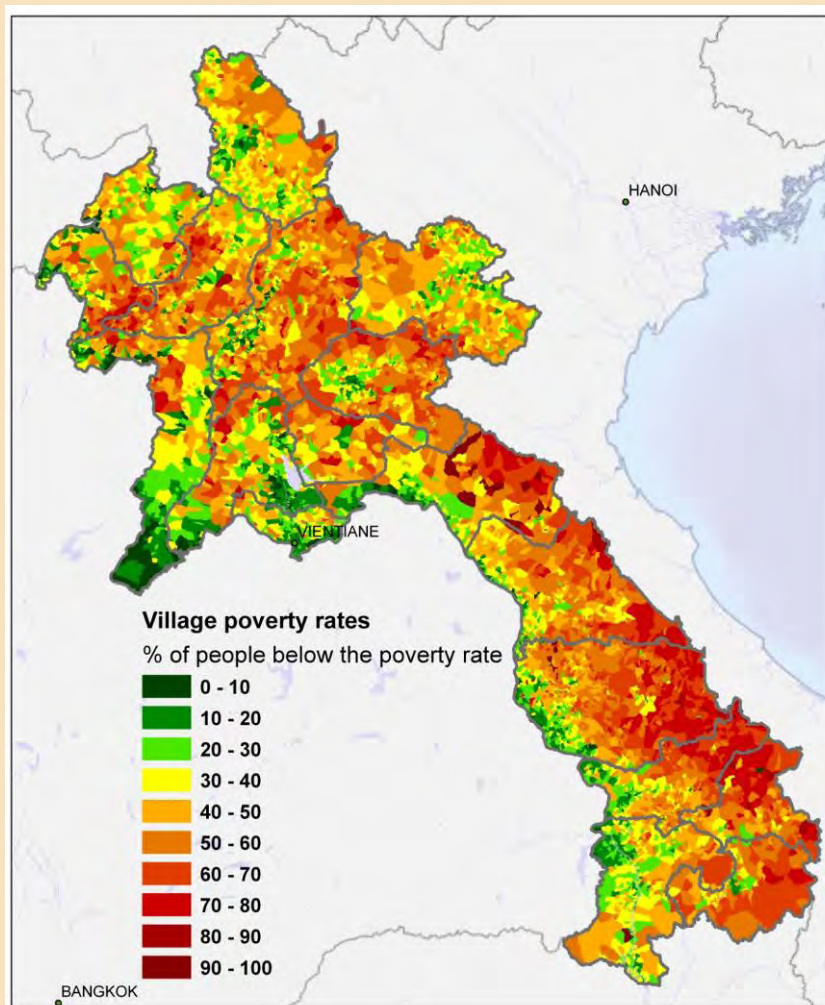 HANOI
VIENTIANE
Village poverty rates
% of people below the poverty rate
0 - 10
10 - 20
20 - 30
30 - 40
40 - 50
50 - 60
60 - 70
70 - 80
80 - 90
90 - 100
BANGKOK